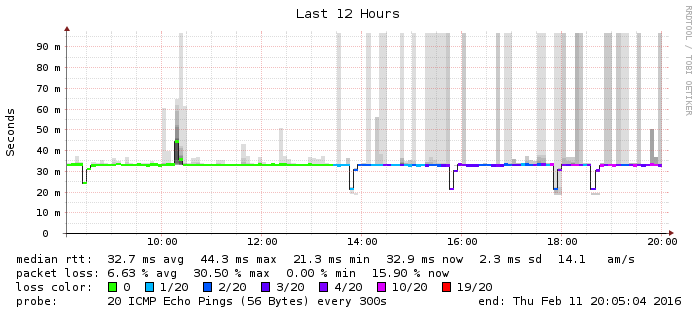 Last 12 Hours
RRDTOOL / TOBI OETIKER
Seconds
90 m
80 m
70 m
60 m
50 m
40 m
30 m
20 m
10 m
0
10:00 12:00 14:00 16:00 18:00 20:00
median rtt: 32.7 ms avg 44.3 ms max 21.3 ms min 32.9 ms now 2.3 ms sd 14.1 am/s
packet loss: 6.63 % avg 30.50 % max 0.00 % min 15.90 % now
loss color: 0 1/20 2/20 3/20 4/20 10/20 19/20
probe: 20 ICMP Echo Pings (56 Bytes) every 300s end: Thu Feb 11 20:05:04 2016